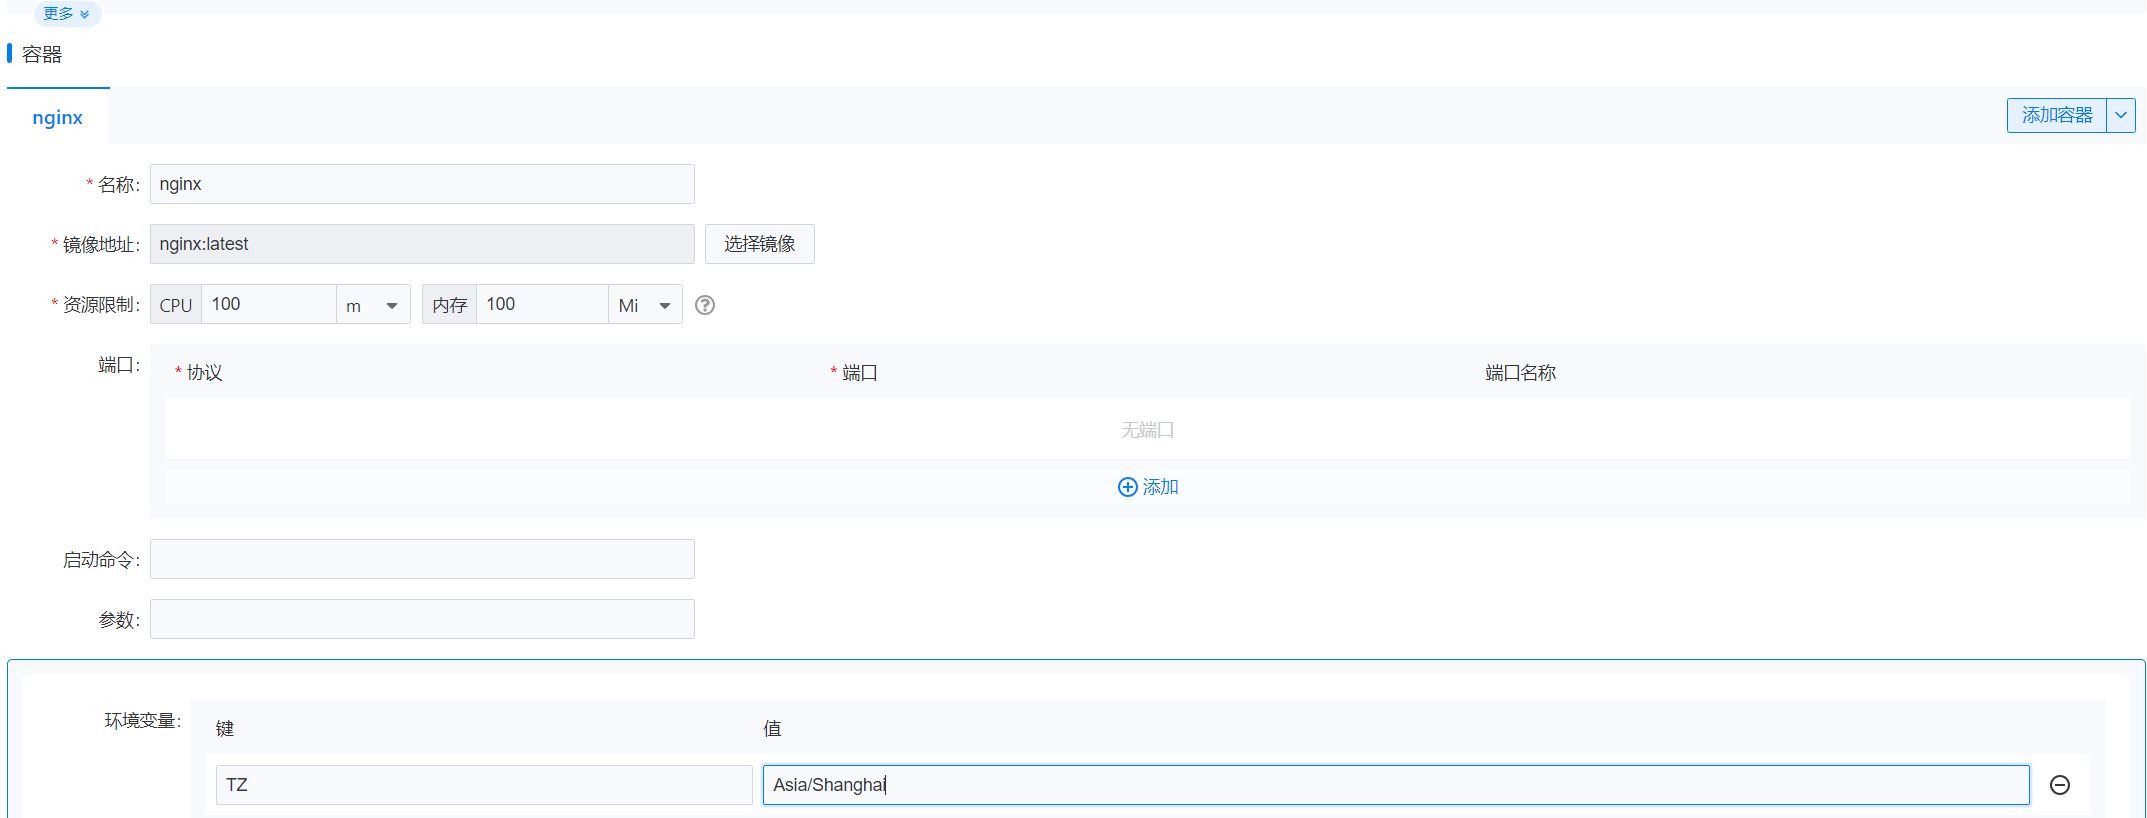 更多
容器
nginx
添加容器
* 名称: nginx
* 镜像地址: nginx:latest 选择镜像
* 资源限制: CPU 100 m 内存 100 Mi ?
端口: * 协议 * 端口 端口名称
无端口
添加
启动命令:
参数:
环境变量: 键 值
TZ Asia/Shanghai